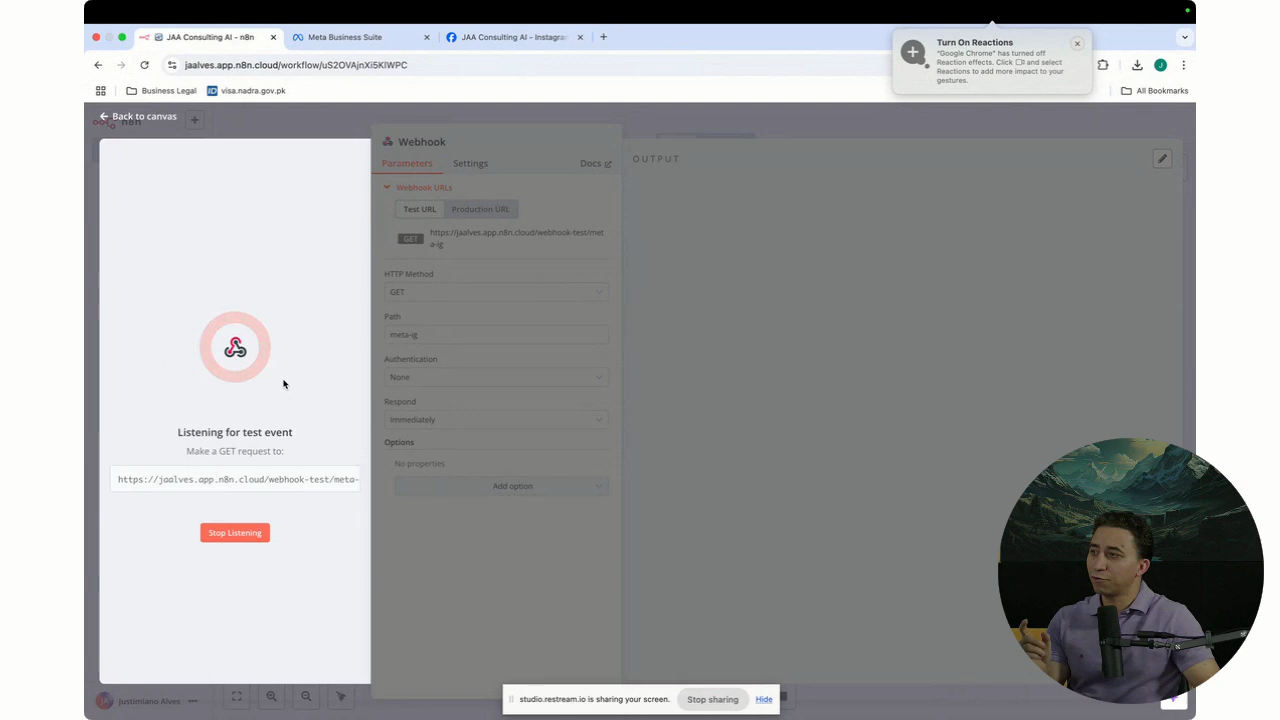 JAA Consulting AI - n8n
Meta Business Suite
JAA Consulting AI - Instagra
Turn On Reactions
"Google Chrome" has turned off
Reaction effects. Click and select
Reactions to add more impact to your
gestures.
jaalves.app.n8n.cloud/workflow/uS2OVAjnXi5KIWPC
J
Business Legal
visa.nadra.gov.pk
All Bookmarks
Back to canvas
n8n
Webhook
OUTPUT
Parameters
Settings
Docs
Webhook URLs
Test URL
Production URL
GET
https://jaalves.app.n8n.cloud/webhook-test/met
a-ig
HTTP Method
GET
Path
meta-ig
Authentication
None
Respond
Immediately
Options
No properties
Add option
Listening for test event
Make a GET request to:
https://jaalves.app.n8n.cloud/webhook-test/meta-
Stop Listening
JA
Justimiano Alves
studio.restream.io is sharing your screen.
Stop sharing
Hide